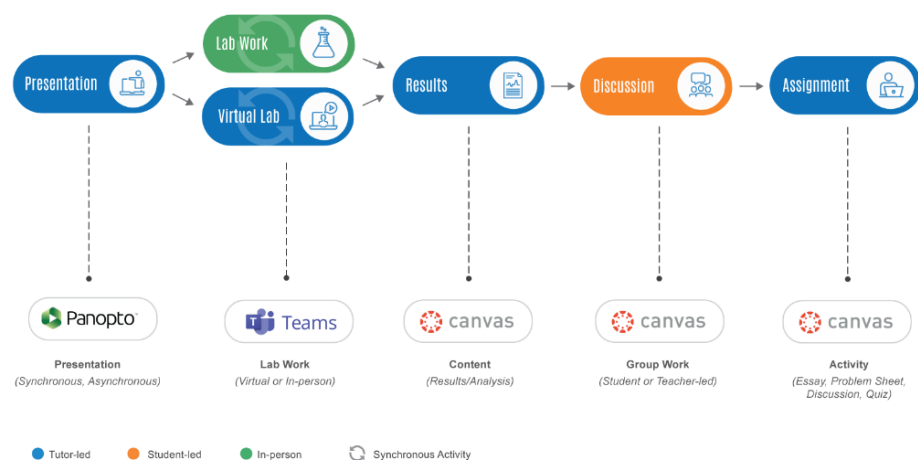 Lab Work
Presentation
Virtual Lab
Results
Discussion
Assignment
Panopto™
Teams
canvas
canvas
canvas
Presentation
(Synchronous, Asynchronous)
Lab Work
(Virtual or In-person)
Content
(Results/Analysis)
Group Work
(Student or Teacher-led)
Activity
(Essay, Problem Sheet,
Discussion, Quiz)
Tutor-led
Student-led
In-person
Synchronous Activity